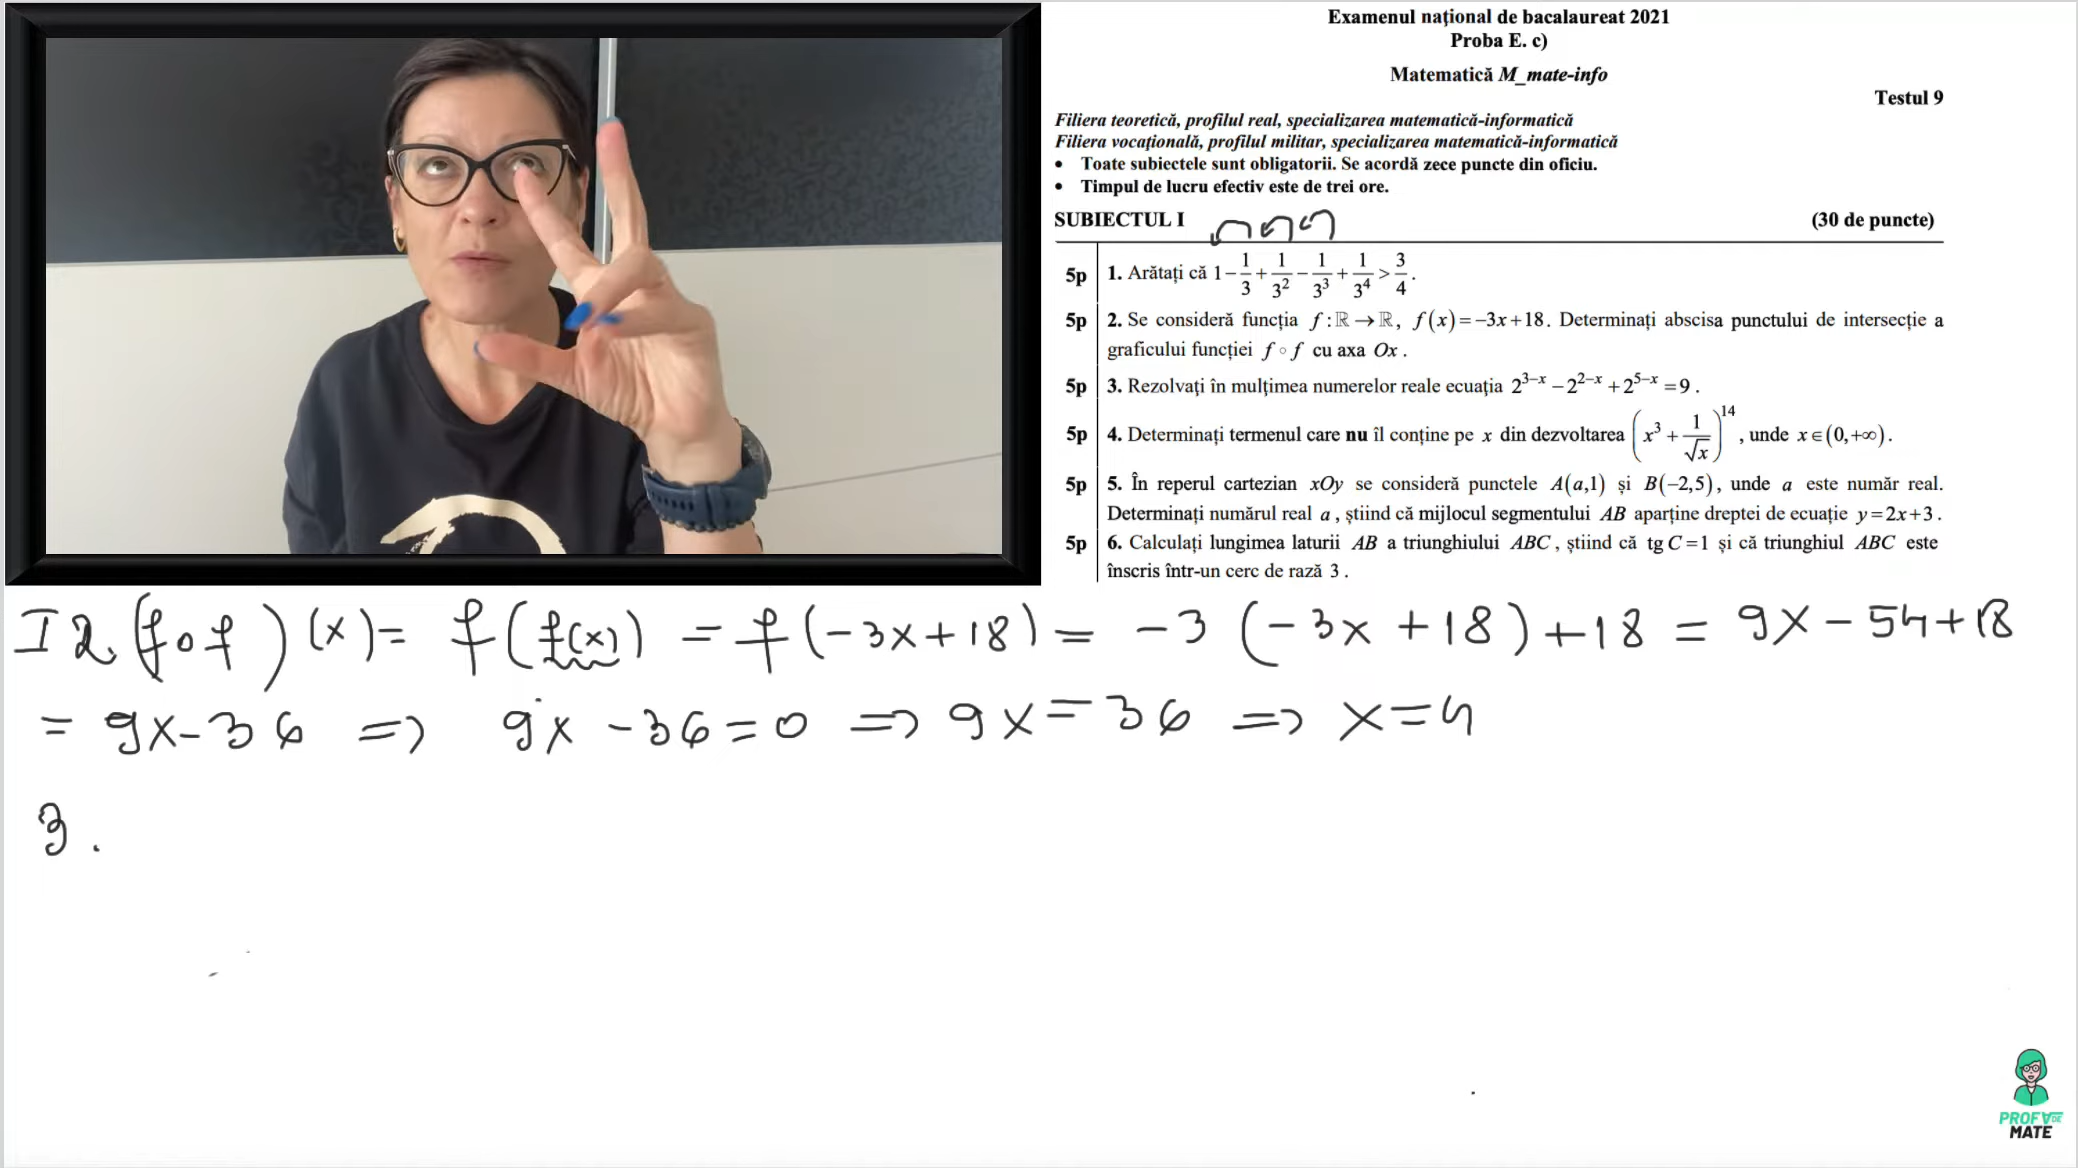 Examenul național de bacalaureat 2021
Proba E. c)
Matematică M_mate-info
Testul 9
Filiera teoretică, profilul real, specializarea matematică-informatică
Filiera vocațională, profilul militar, specializarea matematică-informatică
• Toate subiectele sunt obligatorii. Se acordă zece puncte din oficiu.
• Timpul de lucru efectiv este de trei ore.
SUBIECTUL I (30 de puncte)
5p 1. Arătați că 1 − 1/3 + 1/3² − 1/3³ + 1/3⁴ > 3/4 .
5p 2. Se consideră funcția f : ℝ → ℝ, f(x) = −3x + 18. Determinați abscisa punctului de intersecție a
graficului funcției f ∘ f cu axa Ox .
5p 3. Rezolvați în mulțimea numerelor reale ecuația 2^(3−x) − 2^(2−x) + 2^(5−x) = 9 .
5p 4. Determinați termenul care nu îl conține pe x din dezvoltarea (x³ + 1/√x)^14 , unde x ∈ (0,+∞) .
5p 5. În reperul cartezian xOy se consideră punctele A(a,1) și B(−2,5), unde a este număr real.
Determinați numărul real a , știind că mijlocul segmentului AB aparține dreptei de ecuație y = 2x + 3 .
5p 6. Calculați lungimea laturii AB a triunghiului ABC , știind că tg C = 1 și că triunghiul ABC este
înscris într-un cerc de rază 3 .
I 2. (f∘f)(x) = f(f(x)) = f(−3x+18) = −3(−3x+18)+18 = 9x−54+18
= 9x−36 ⇒ 9x−36=0 ⇒ 9x=36 ⇒ x=4
3.
PROFA DE
MATE